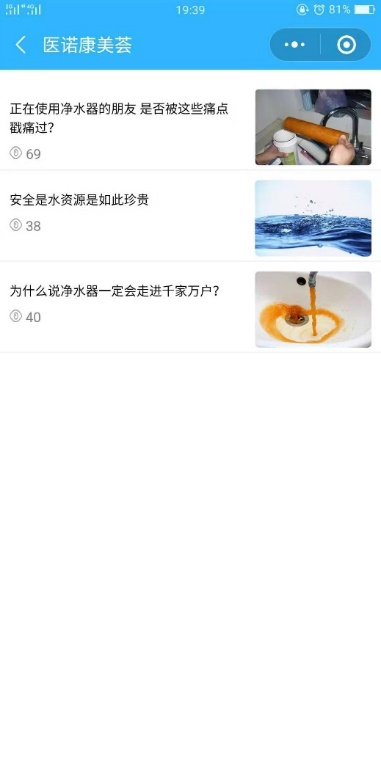 19:39
81%
医诺康美荟
正在使用净水器的朋友 是否被这些痛点
戳痛过？
69
安全是水资源是如此珍贵
38
为什么说净水器一定会走进千家万户？
40